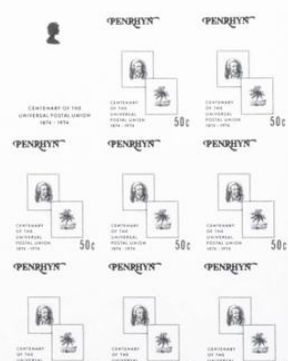 PENRHYN PENRHYN
CENTENARY OF THE
UNIVERSAL POSTAL UNION
1874 - 1974
CENTENARY
OF THE
UNIVERSAL
POSTAL UNION
1874 - 1974
50c
CENTENARY
OF THE
UNIVERSAL
POSTAL UNION
1874 - 1974
50c
PENRHYN PENRHYN PENRHYN
CENTENARY
OF THE
UNIVERSAL
POSTAL UNION
1874 - 1974
50c
CENTENARY
OF THE
UNIVERSAL
POSTAL UNION
1874 - 1974
50c
CENTENARY
OF THE
UNIVERSAL
POSTAL UNION
1874 - 1974
50c
PENRHYN PENRHYN PENRHYN
CENTENARY
OF THE
UNIVERSAL
CENTENARY
OF THE
UNIVERSAL
CENTENARY
OF THE
UNIVERSAL